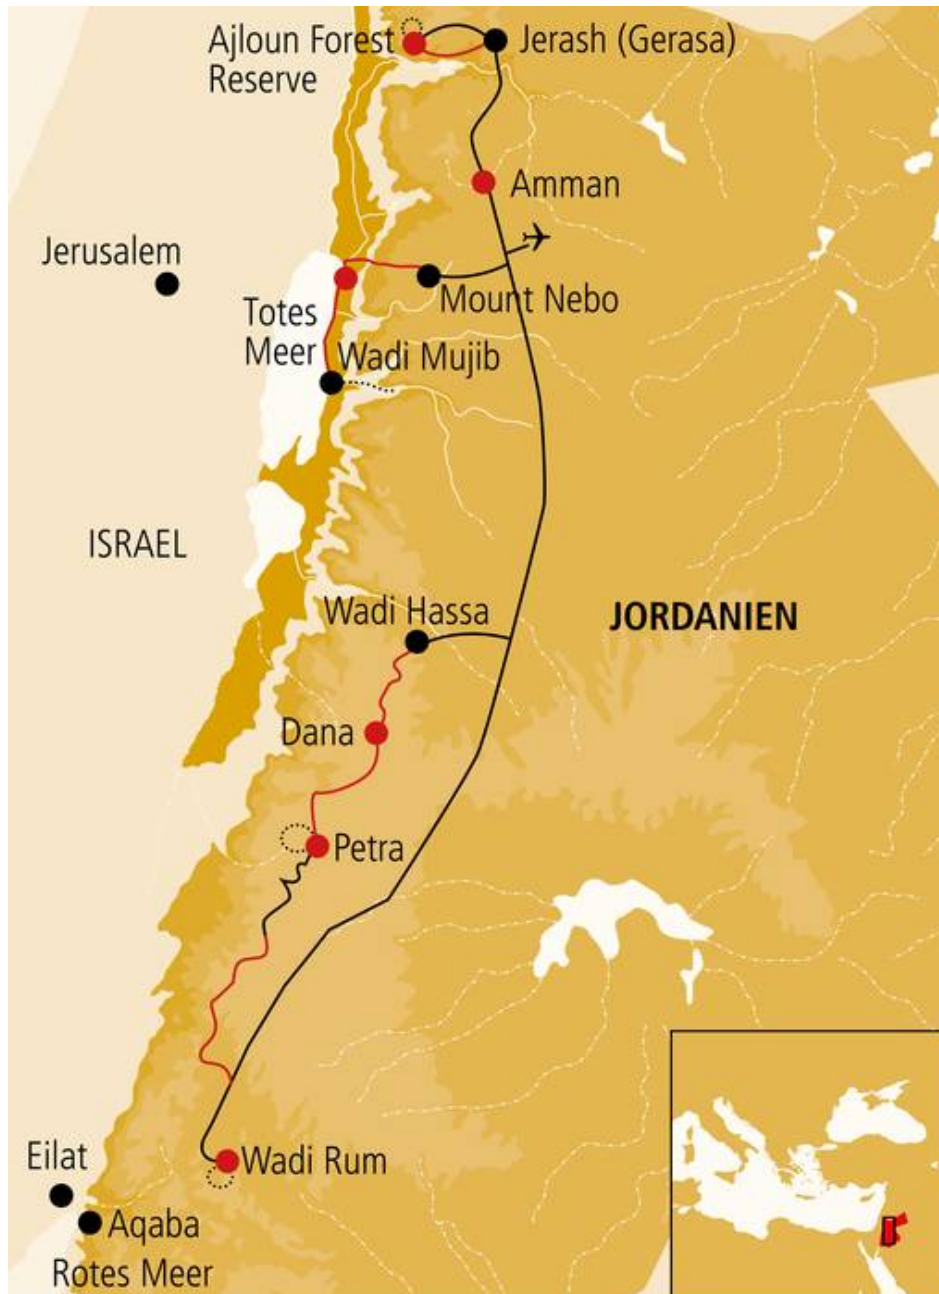 Ajloun Forest
Reserve
Jerash (Gerasa)
Amman
Jerusalem
Mount Nebo
Totes
Meer
Wadi Mujib
ISRAEL
Wadi Hassa
JORDANIEN
Dana
Petra
Wadi Rum
Eilat
Aqaba
Rotes Meer